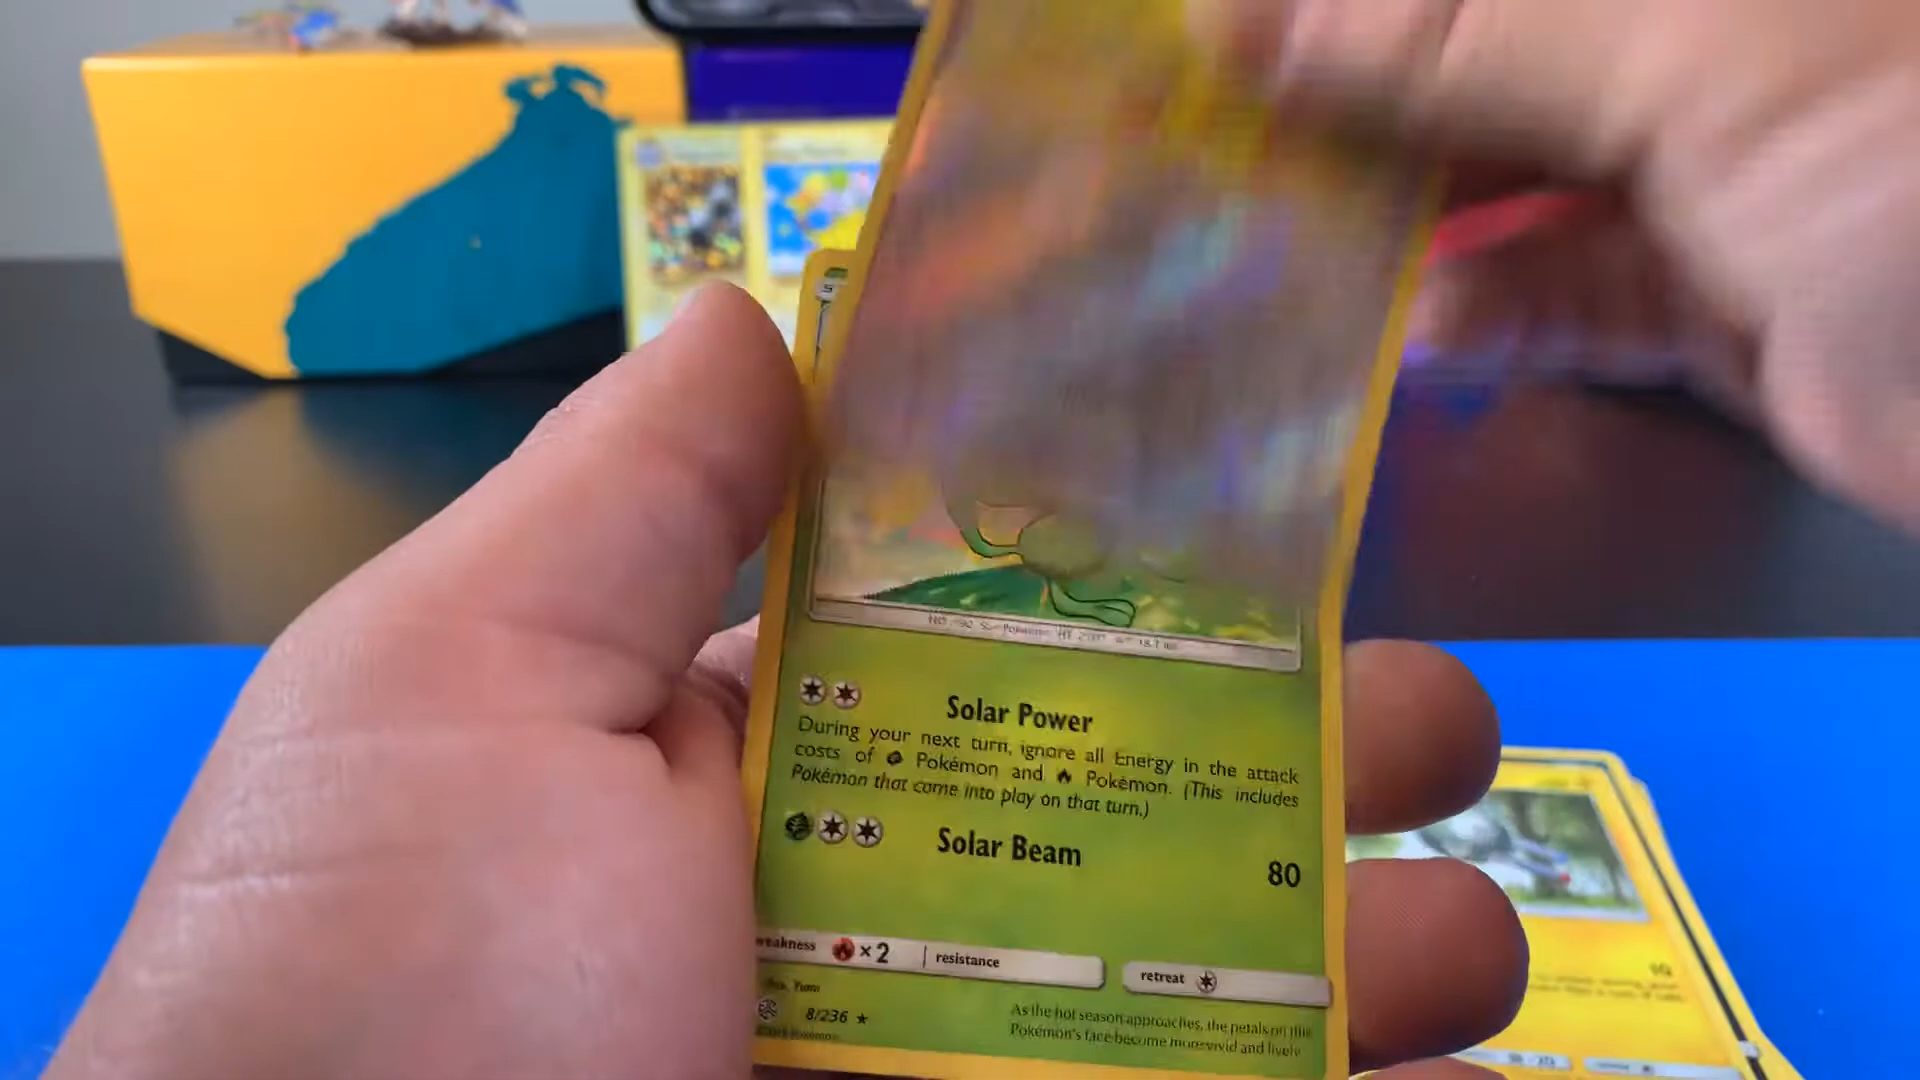 Solar Power
During your next turn, ignore all Energy in the attack
costs of Pokémon and Pokémon. (This includes
Pokémon that come into play on that turn.)
Solar Beam
80
weakness ×2 resistance retreat
Yumi
8/236
As the hot season approaches, the petals on this
Pokémon's face become more vivid and lively